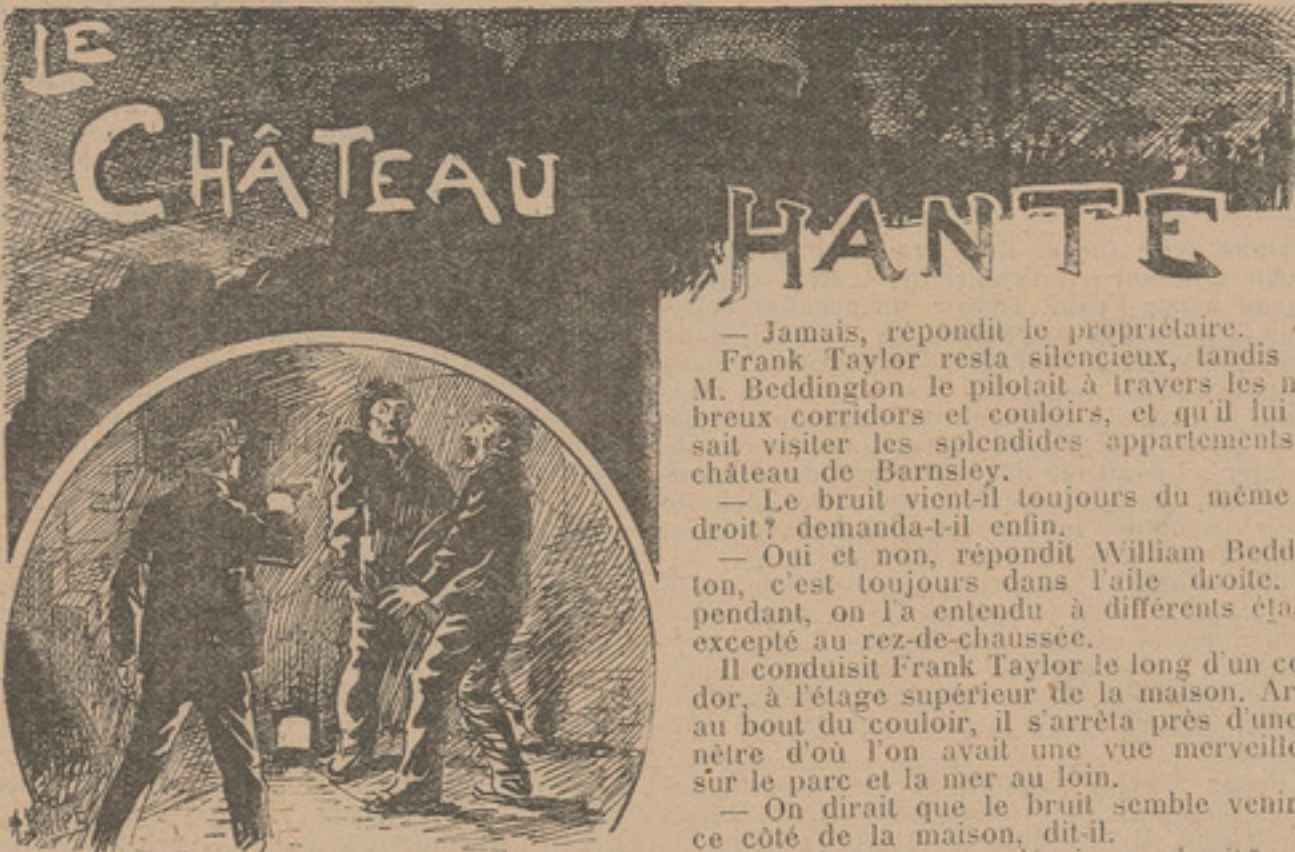 LE
CHÂTEAU
HANTÉ
— Jamais, répondit le propriétaire.
Frank Taylor resta silencieux, tandis
M. Beddington le pilotait à travers les n
breux corridors et couloirs, et qu'il lui
sait visiter les splendides appartements
château de Barnsley.
— Le bruit vient-il toujours du même
droit? demanda-t-il enfin.
— Oui et non, répondit William Bedd
ton, c'est toujours dans l'aile droite.
pendant, on l'a entendu à différents éta
excepté au rez-de-chaussée.
Il conduisit Frank Taylor le long d'un co
dor, à l'étage supérieur de la maison. Ar
au bout du couloir, il s'arrêta près d'une
nêtre d'où l'on avait une vue merveille
sur le parc et la mer au loin.
— On dirait que le bruit semble venir
ce côté de la maison, dit-il.